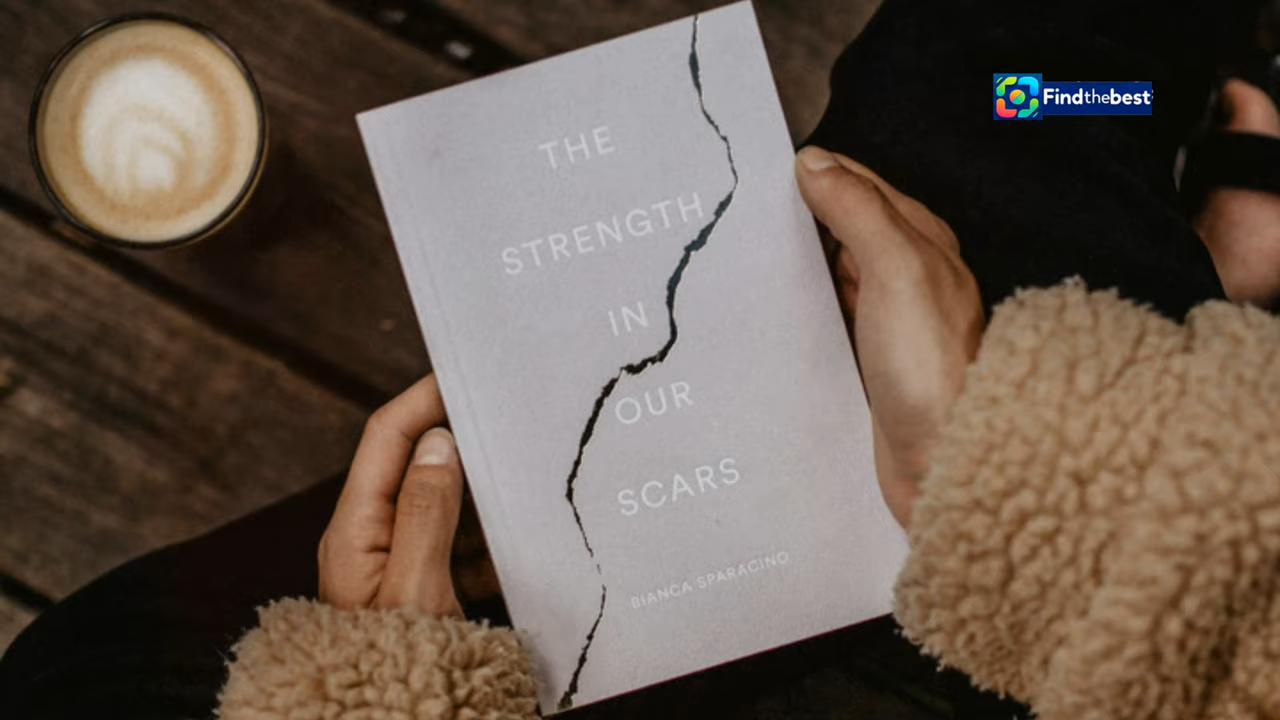 THE
STRENGTH
IN
OUR
SCARS
BIANCA SPARACINO
Findthebest